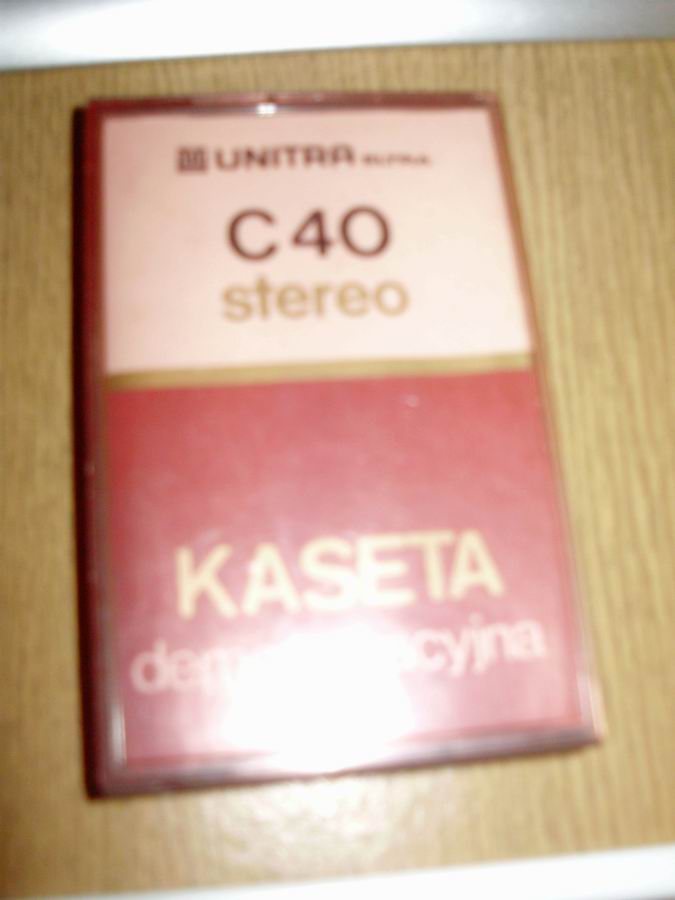 UNITRA
C40
stereo
KASETA